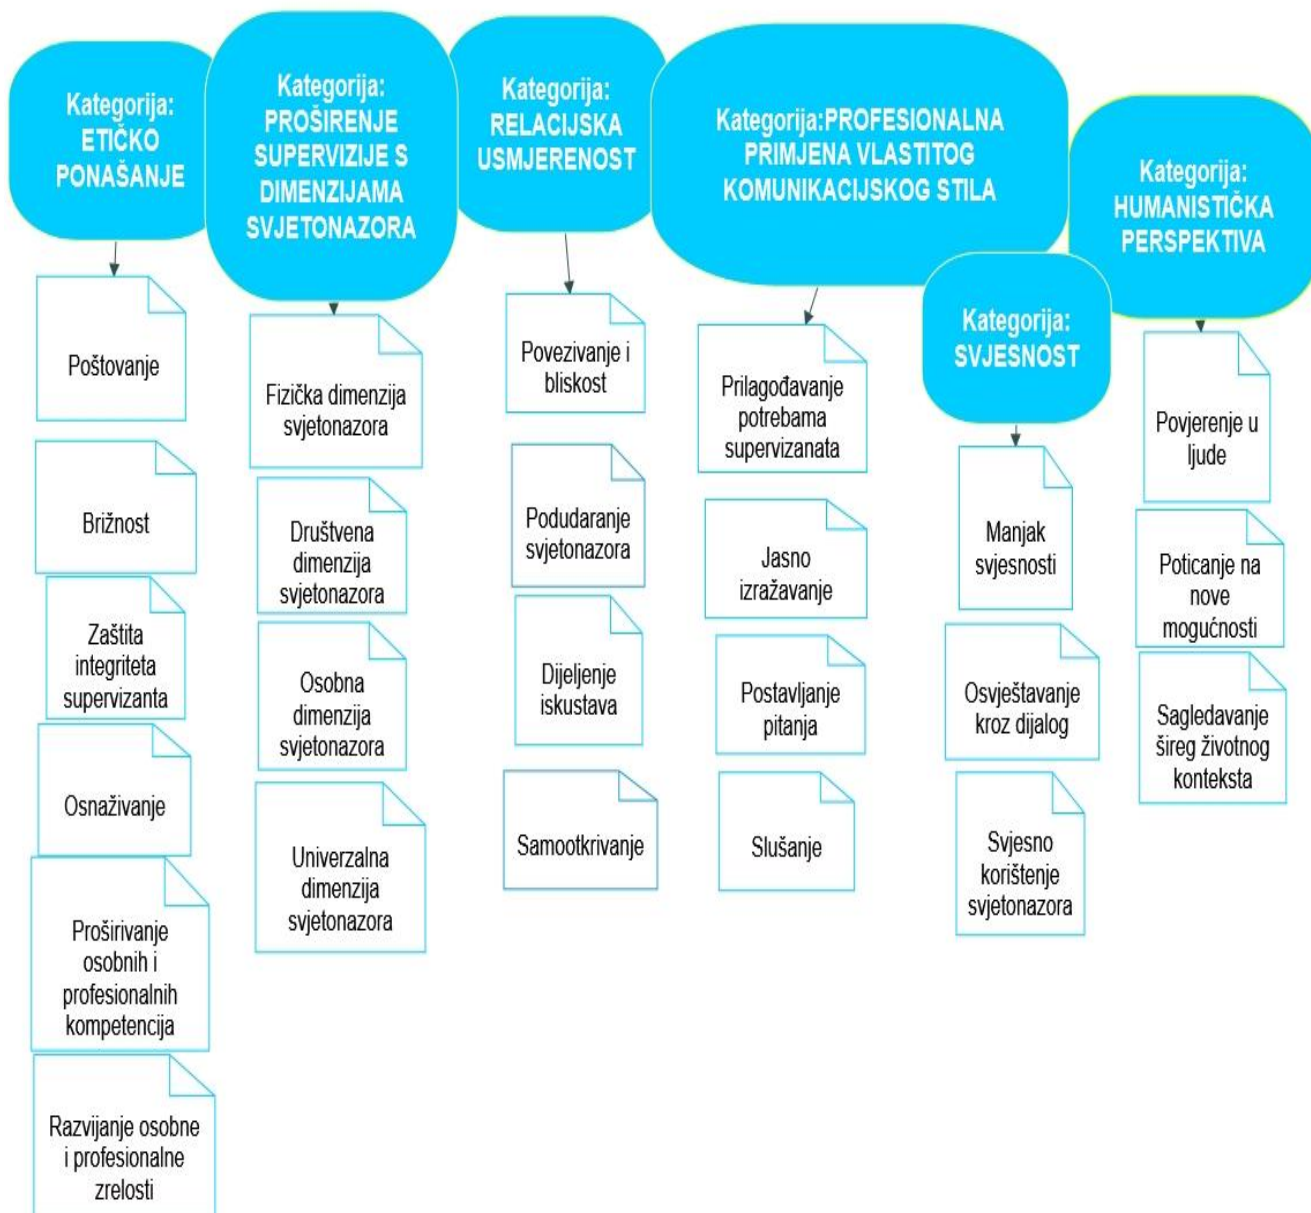 Kategorija:
ETIČKO
PONAŠANJE
Poštovanje
Brižnost
Zaštita
integriteta
supervizanta
Osnaživanje
Proširivanje
osobnih i
profesionalnih
kompetencija
Razvijanje osobne
i profesionalne
zrelosti
Kategorija:
PROŠIRENJE
SUPERVIZIJE S
DIMENZIJAMA
SVJETONAZORA
Fizička dimenzija
svjetonazora
Društvena
dimenzija
svjetonazora
Osobna
dimenzija
svjetonazora
Univerzalna
dimenzija
svjetonazora
Kategorija:
RELACIJSKA
USMJERENOST
Povezivanje i
bliskost
Podudaranje
svjetonazora
Dijeljenje
iskustava
Samootkrivanje
Kategorija:PROFESIONALNA
PRIMJENA VLASTITOG
KOMUNIKACIJSKOG STILA
Prilagođavanje
potrebama
supervizanata
Jasno
izražavanje
Postavljanje
pitanja
Slušanje
Kategorija:
SVJESNOST
Manjak
svjesnosti
Osvještavanje
kroz dijalog
Svjesno
korištenje
svjetonazora
Kategorija:
HUMANISTIČKA
PERSPEKTIVA
Povjerenje u
ljude
Poticanje na
nove
mogućnosti
Sagledavanje
šireg životnog
konteksta